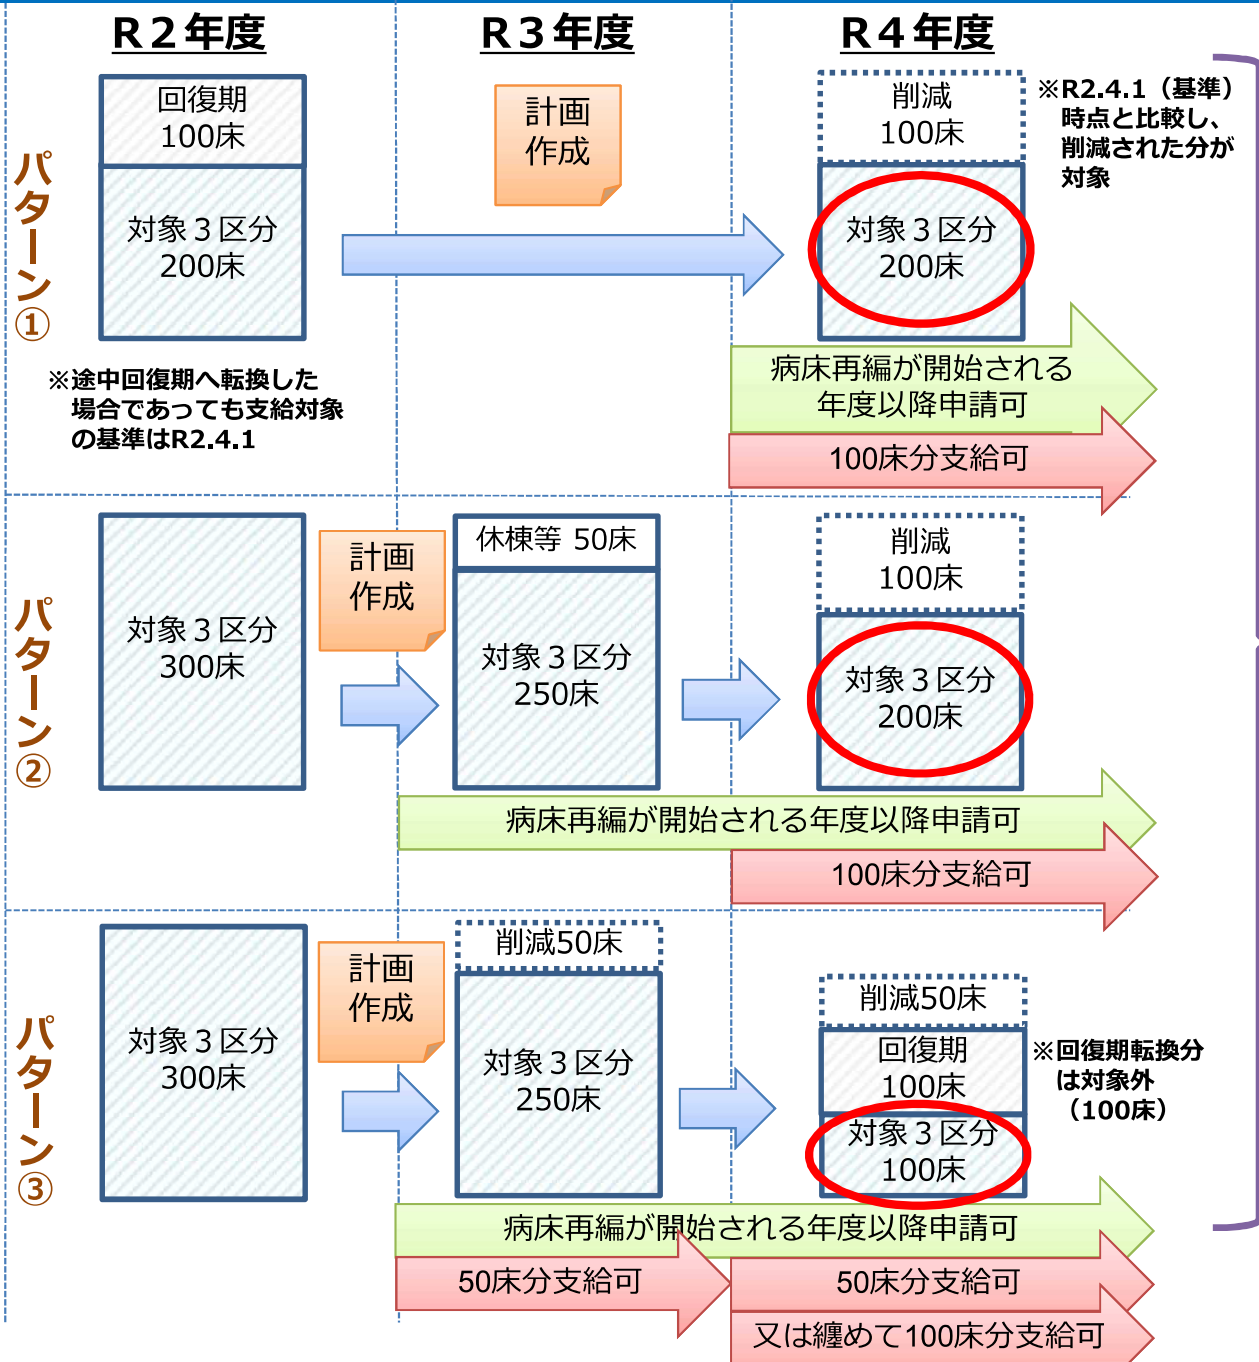 R２年度
R３年度
R４年度
パターン①
回復期
100床
対象３区分
200床
計画
作成
削減
100床
対象３区分
200床
※R2.4.1（基準）
時点と比較し、
削減された分が
対象
※途中回復期へ転換した
場合であっても支給対象
の基準はR2.4.1
病床再編が開始される
年度以降申請可
100床分支給可
パターン②
対象３区分
300床
計画
作成
休棟等 50床
対象３区分
250床
削減
100床
対象３区分
200床
病床再編が開始される年度以降申請可
100床分支給可
パターン③
対象３区分
300床
計画
作成
削減50床
対象３区分
250床
削減50床
回復期
100床
対象３区分
100床
※回復期転換分
は対象外
（100床）
病床再編が開始される年度以降申請可
50床分支給可
50床分支給可
又は纏めて100床分支給可